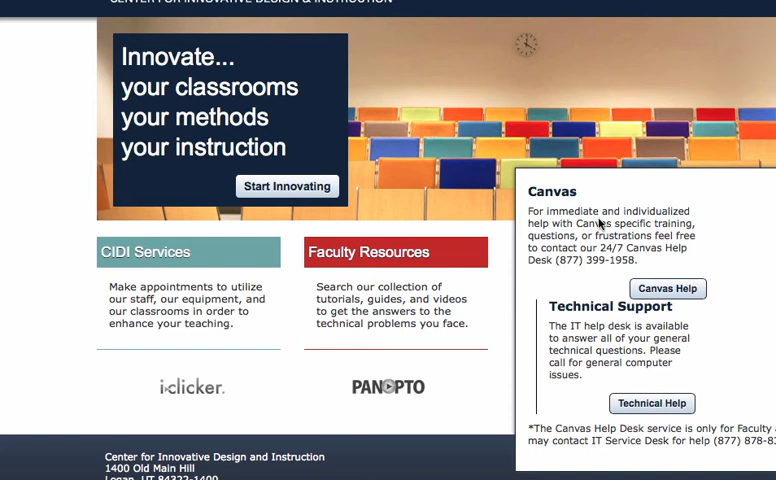 CENTER FOR INNOVATIVE DESIGN & INSTRUCTION
Innovate...
your classrooms
your methods
your instruction
Start Innovating
CIDI Services
Make appointments to utilize
our staff, our equipment, and
our classrooms in order to
enhance your teaching.
Faculty Resources
Search our collection of
tutorials, guides, and videos
to get the answers to the
technical problems you face.
i>clicker.
PANOPTO
Canvas
For immediate and individualized
help with Canvas specific training,
questions, or frustrations feel free
to contact our 24/7 Canvas Help
Desk (877) 399-1958.
Canvas Help
Technical Support
The IT help desk is available
to answer all of your general
technical questions. Please
call for general computer
issues.
Technical Help
*The Canvas Help Desk service is only for Faculty
may contact IT Service Desk for help (877) 878-83
Center for Innovative Design and Instruction
1400 Old Main Hill
Logan, UT 84322-1400